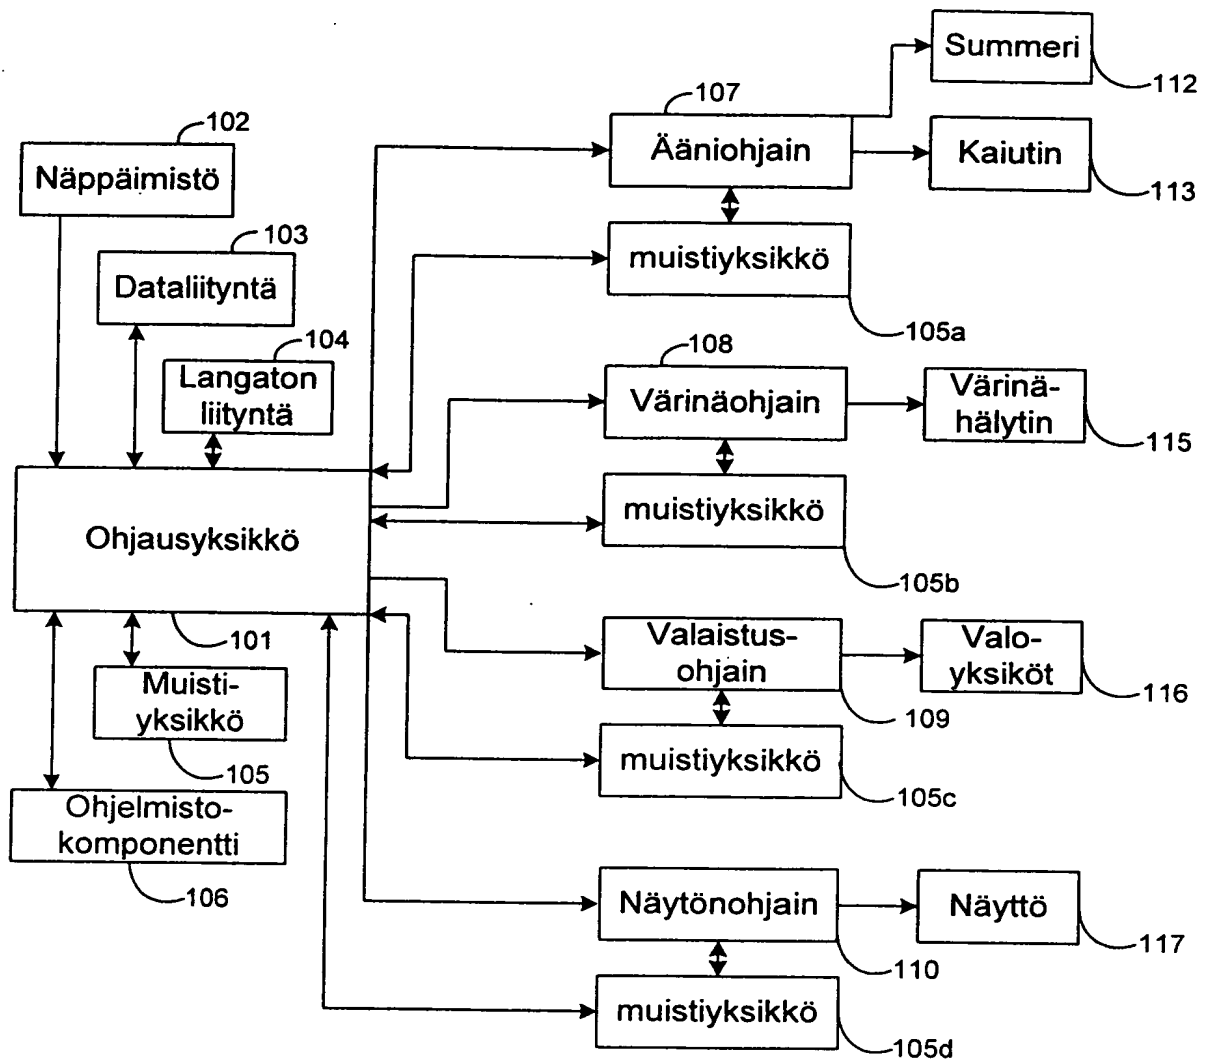 Summeri
112
107
Ääniohjain
Kaiutin
113
102
Näppäimistö
muistiyksikkö
105a
103
Dataliityntä
104
Langaton
liityntä
108
Värinäohjain
Värinä-
hälytin
115
muistiyksikkö
105b
Ohjausyksikkö
101
Valaistus-
ohjain
109
Valo-
yksiköt
116
Muisti-
yksikkö
105
muistiyksikkö
105c
Ohjelmisto-
komponentti
106
Näytönohjain
110
Näyttö
117
muistiyksikkö
105d